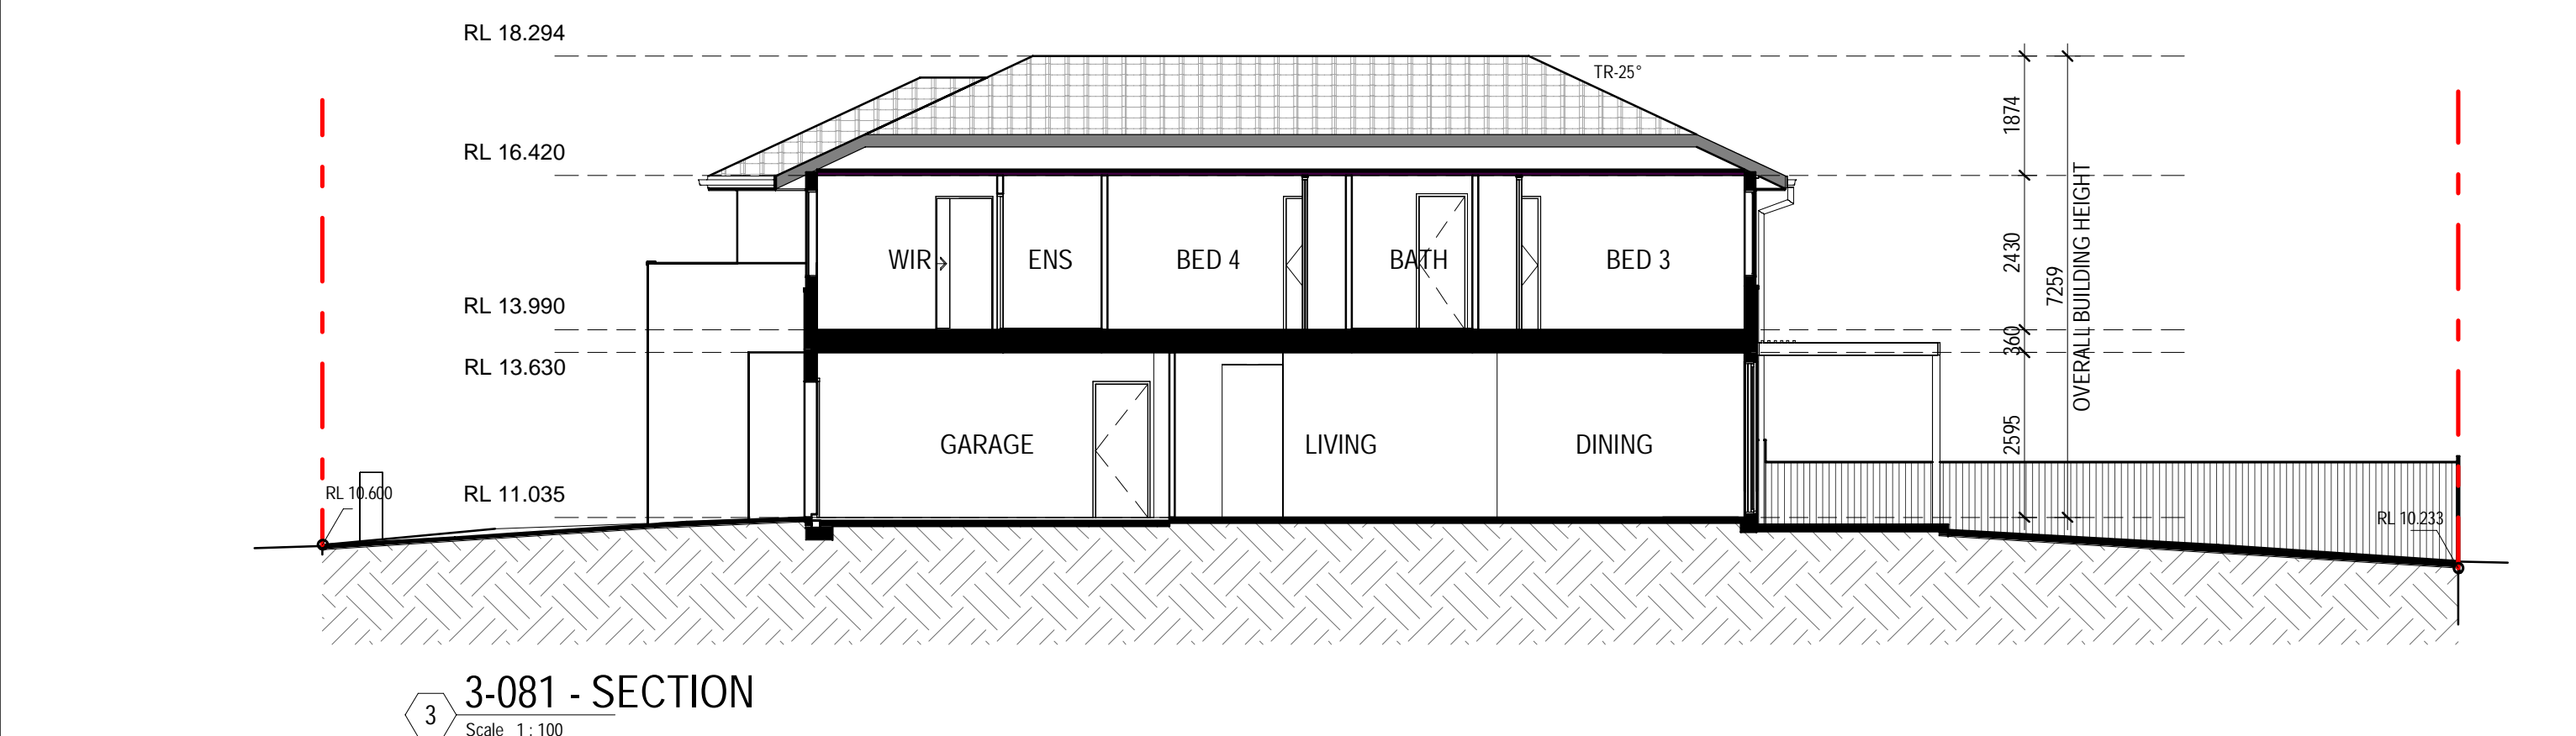 RL 18.294
TR-25°
1874
RL 16.420
OVERALL BUILDING HEIGHT
7259
2430
WIR
ENS
BED 4
BATH
BED 3
RL 13.990
360
RL 13.630
2595
GARAGE
LIVING
DINING
RL 10.600
RL 11.035
RL 10.233
3
3-081 - SECTION
Scale 1 : 100